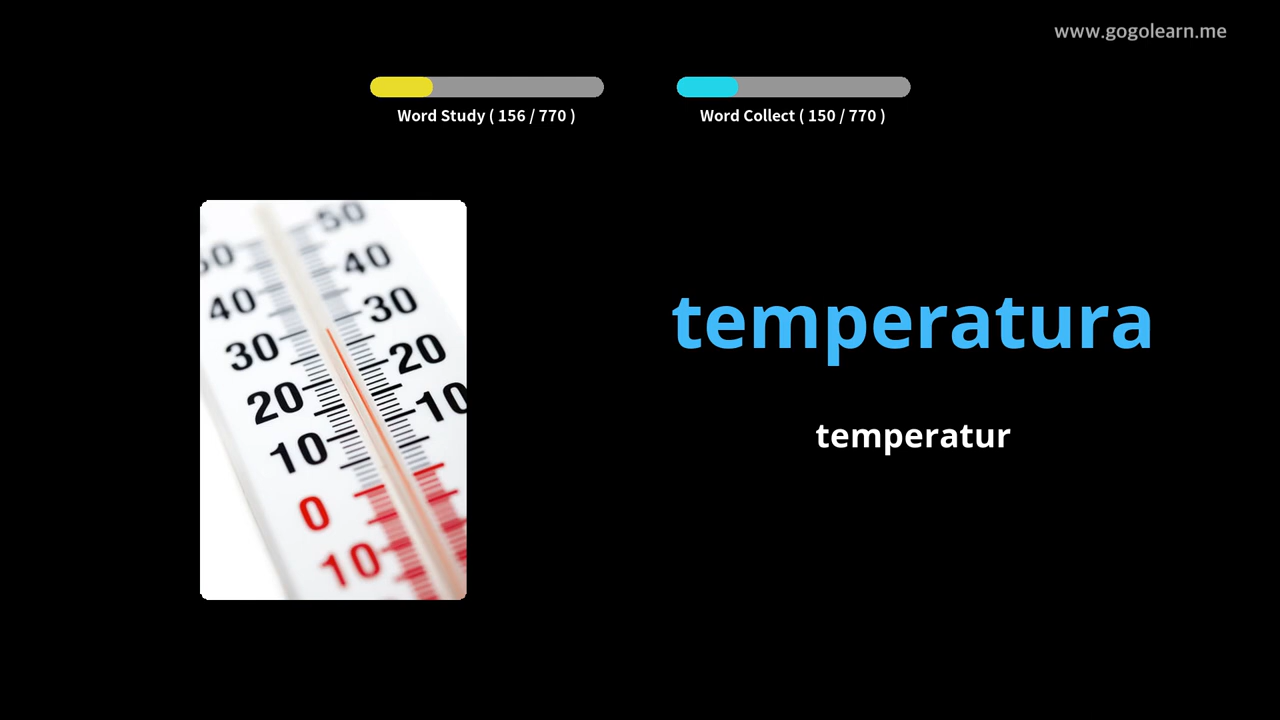 www.gogolearn.me
Word Study ( 156 / 770 )
Word Collect ( 150 / 770 )
50
40
30
20
10
40
30
20
10
0
10
temperatura
temperatur